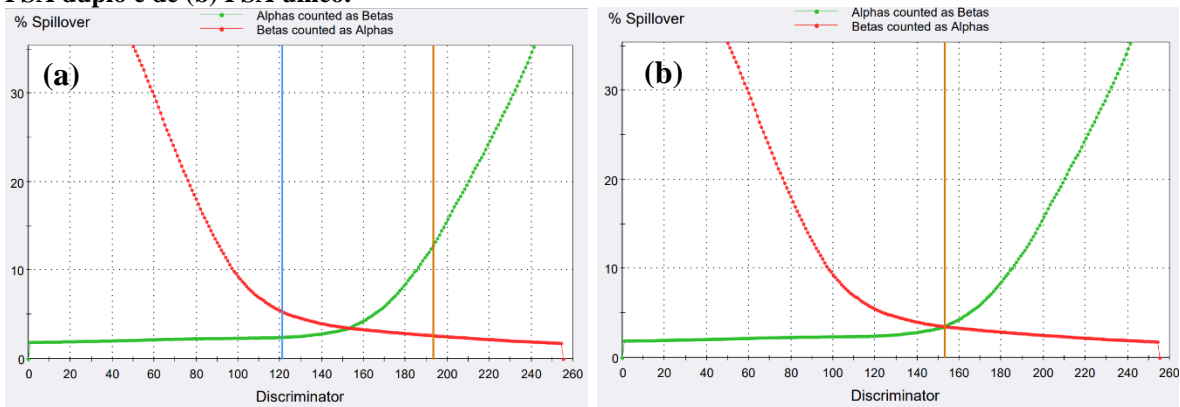 PSA duplo e de (b) PSA único.
% Spillover
Alphas counted as Betas
Betas counted as Alphas
(a)
30
20
10
0
0 20 40 60 80 100 120 140 160 180 200 220 240 260
Discriminator
% Spillover
Alphas counted as Betas
Betas counted as Alphas
(b)
30
20
10
0
0 20 40 60 80 100 120 140 160 180 200 220 240 260
Discriminator